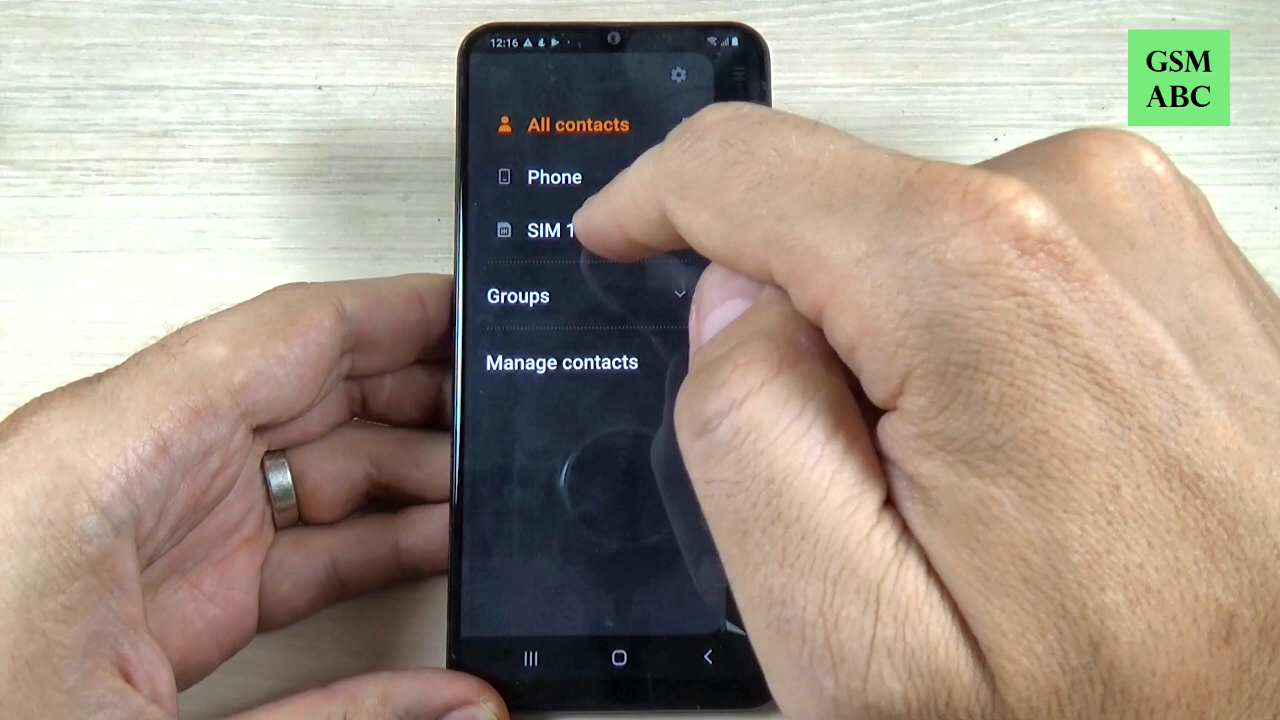 12:16
GSM
ABC
All contacts
Phone
SIM 1
Groups
Manage contacts